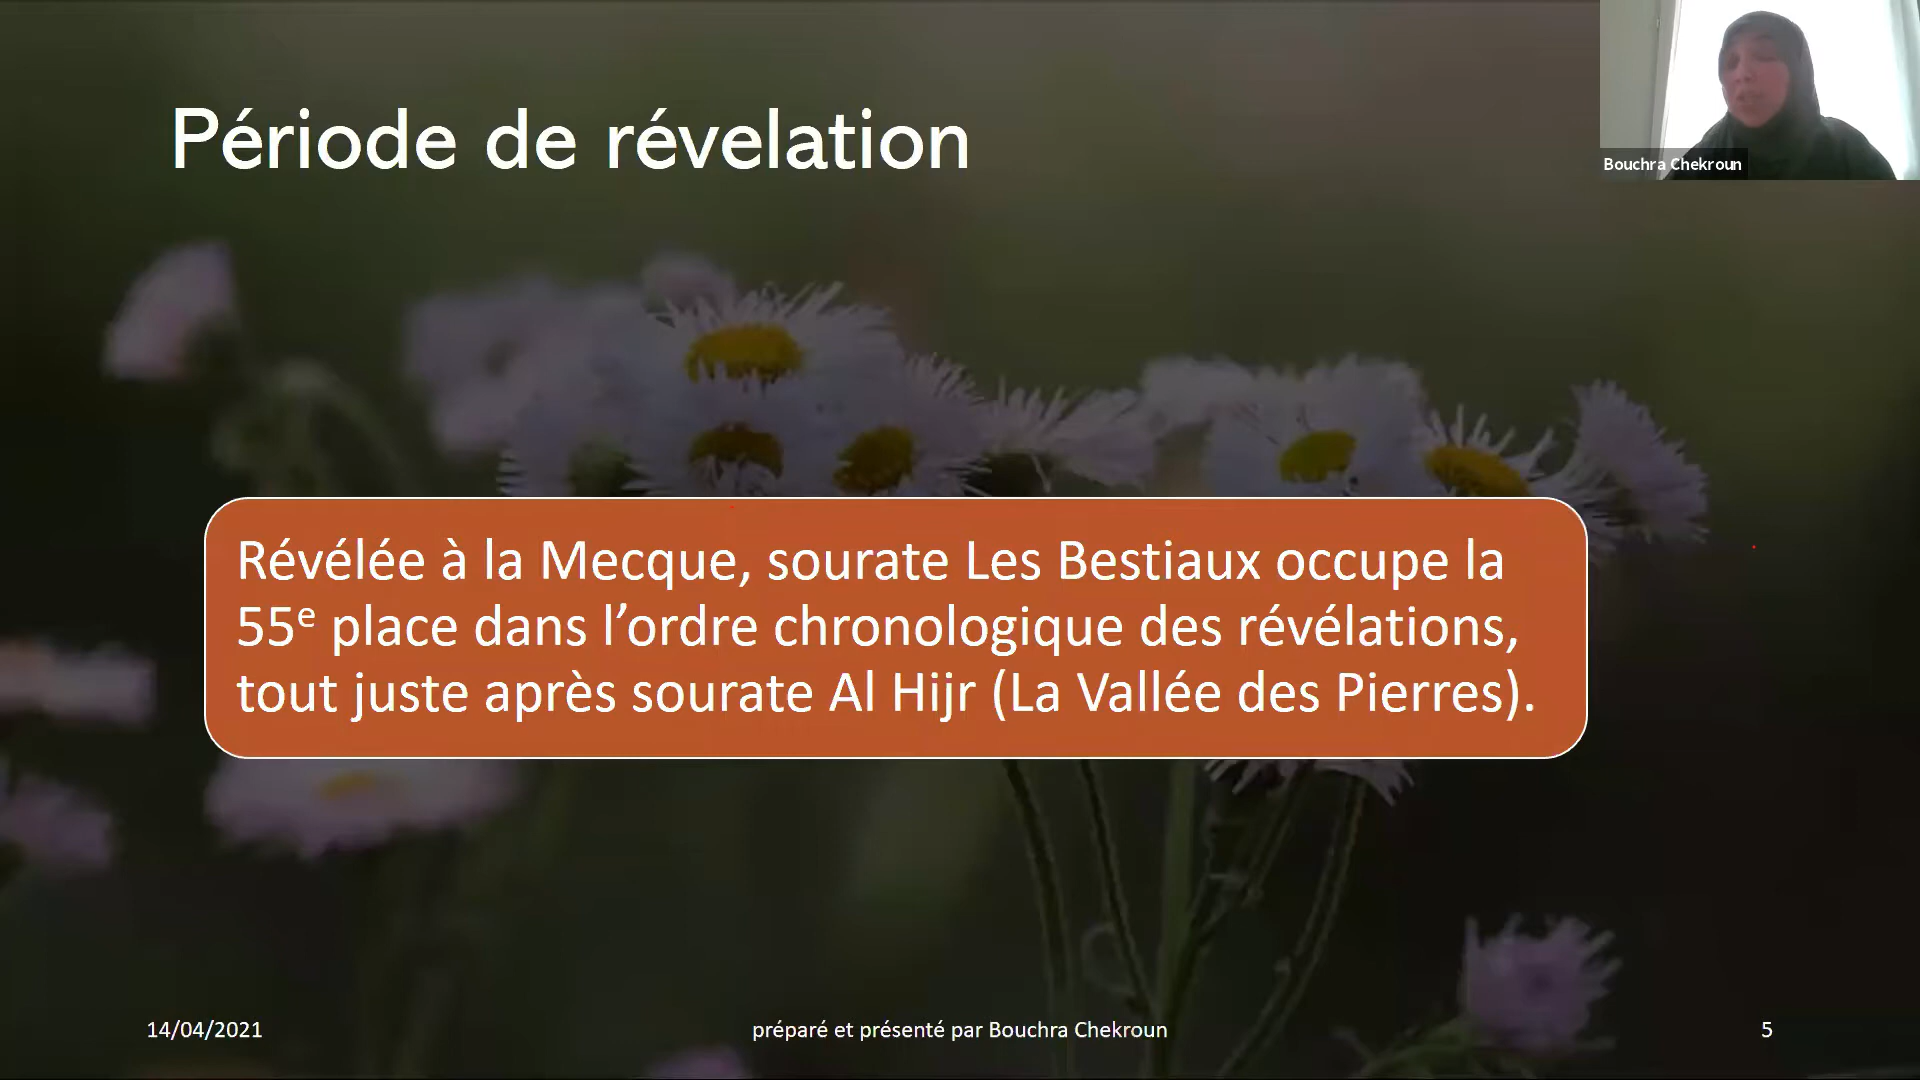 Période de révelation
Bouchra Chekroun
Révélée à la Mecque, sourate Les Bestiaux occupe la
55e place dans l’ordre chronologique des révélations,
tout juste après sourate Al Hijr (La Vallée des Pierres).
14/04/2021
préparé et présenté par Bouchra Chekroun
5